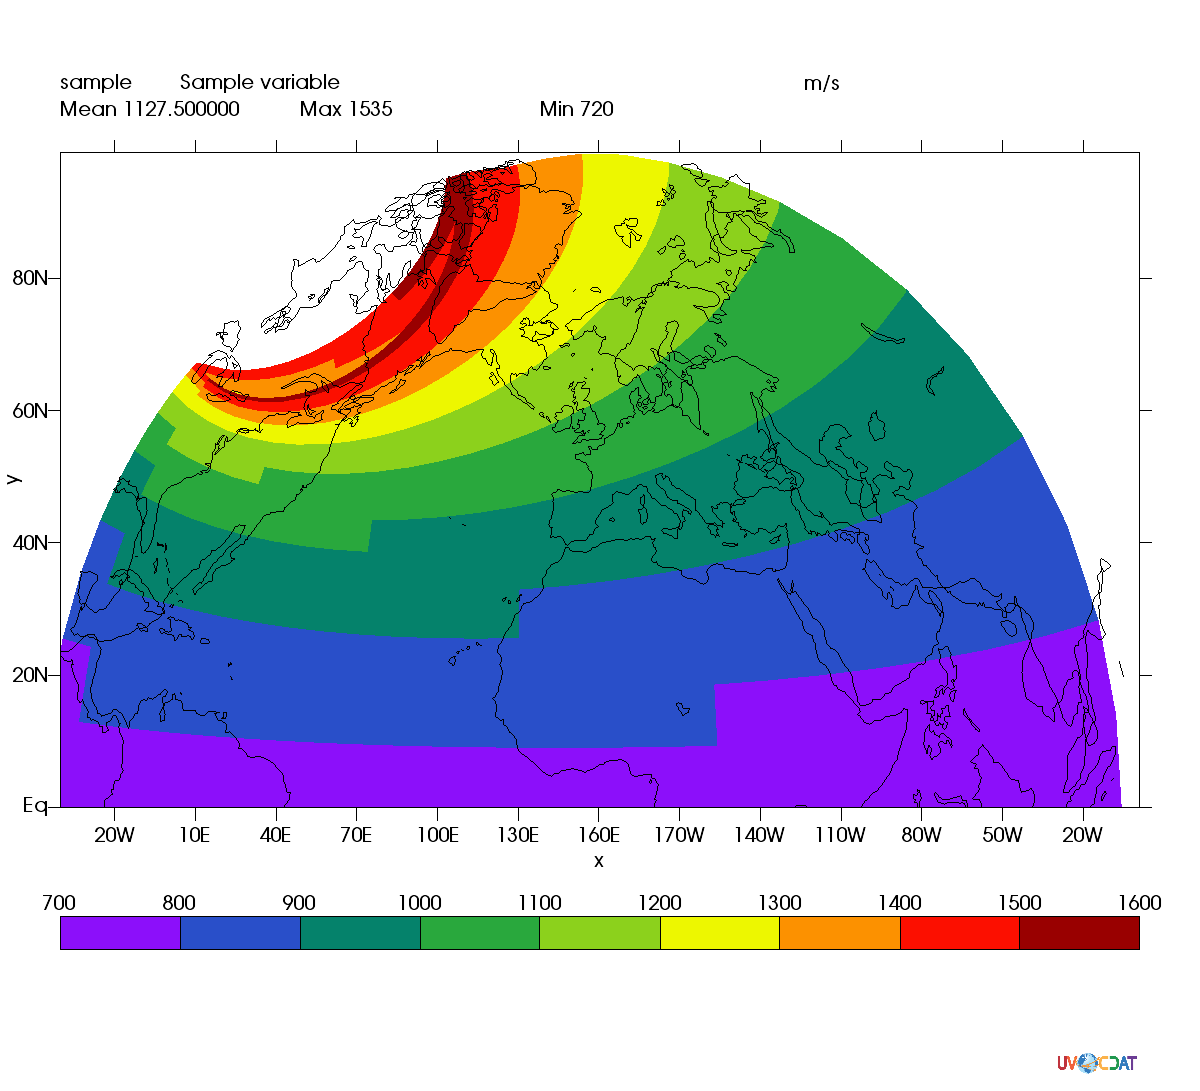 sample Sample variable m/s
Mean 1127.500000 Max 1535 Min 720
80N
60N
y
40N
20N
Eq
20W 10E 40E 70E 100E 130E 160E 170W 140W 110W 80W 50W 20W
x
700 800 900 1000 1100 1200 1300 1400 1500 1600
UV CDAT